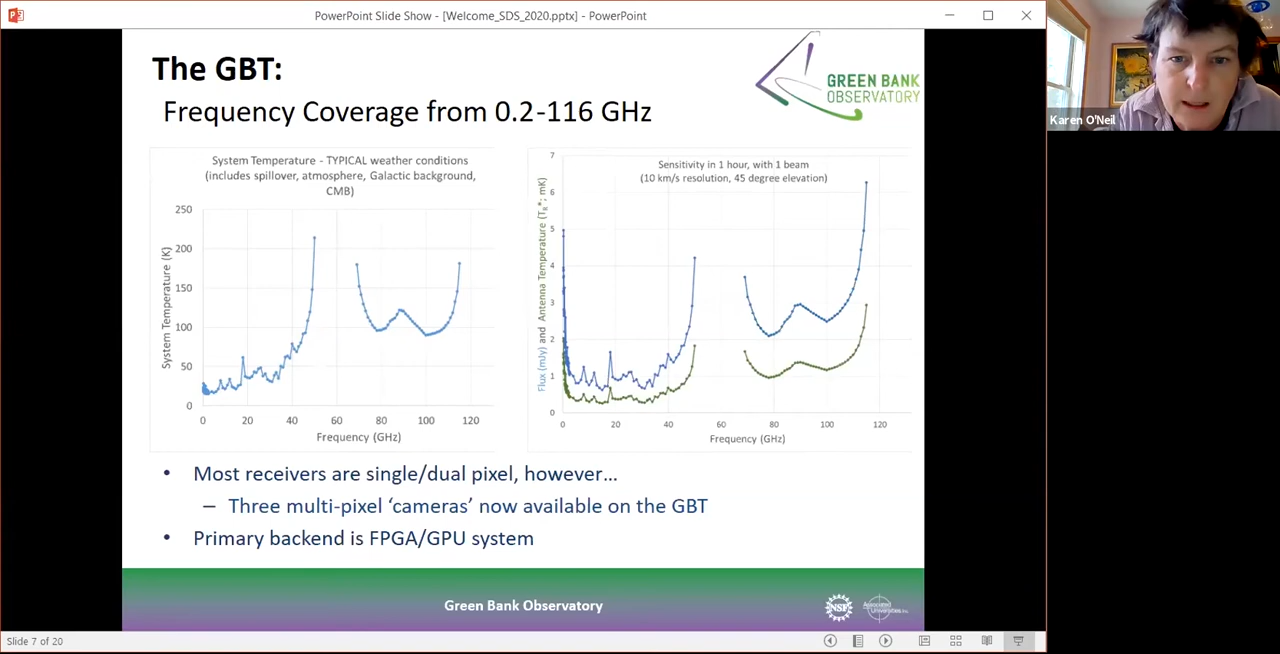 PowerPoint Slide Show - [Welcome_SDS_2020.pptx] - PowerPoint
The GBT:
Frequency Coverage from 0.2-116 GHz
GREEN BANK
OBSERVATORY
System Temperature - TYPICAL weather conditions
(includes spillover, atmosphere, Galactic background,
CMB)
250
200
150
100
50
0
System Temperature (K)
0 20 40 60 80 100 120
Frequency (GHz)
Sensitivity in 1 hour, with 1 beam
(10 km/s resolution, 45 degree elevation)
7
6
5
4
3
2
1
0
Flux (mJy) and Antenna Temperature (TR*; mK)
0 20 40 60 80 100 120
Frequency (GHz)
• Most receivers are single/dual pixel, however…
– Three multi-pixel ‘cameras’ now available on the GBT
• Primary backend is FPGA/GPU system
Green Bank Observatory
NSF
Associated
Universities Inc.
Slide 7 of 20
Karen O'Neil